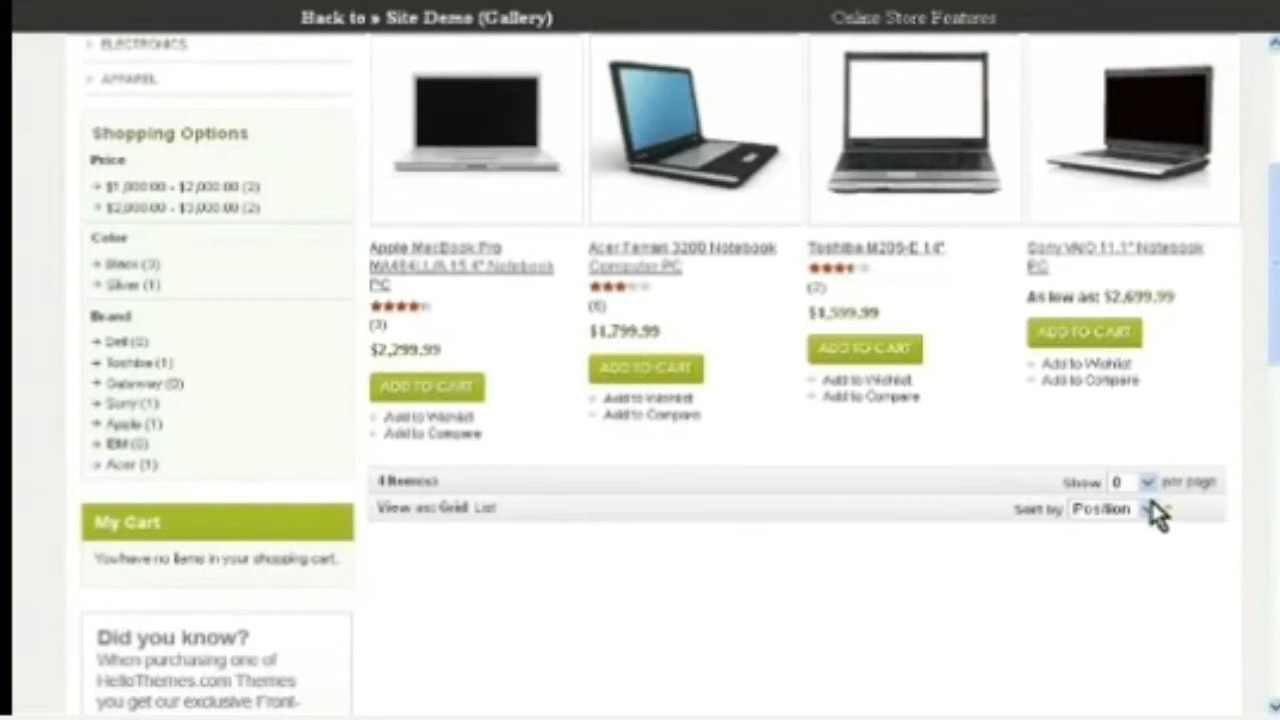 Back to » Site Demo (Gallery)
Online Store Features
ELECTRONICS
APPAREL
Shopping Options
Price
$1,000.00 - $2,000.00 (2)
$2,000.00 - $3,000.00 (2)
Color
Black (3)
Silver (1)
Brand
Dell (0)
Toshiba (1)
Gateway (0)
Sony (1)
Apple (1)
IBM (0)
Acer (1)
My Cart
You have no items in your shopping cart.
Did you know?
When purchasing one of
HelloThemes.com Themes
you get our exclusive Front-
Apple MacBook Pro
MA464LL/A 15.4" Notebook
PC
(3)
$2,299.99
ADD TO CART
Add to Wishlist
Add to Compare
Acer Ferrari 3200 Notebook
Computer PC
$1,799.99
ADD TO CART
Add to Wishlist
Add to Compare
Toshiba M285-E 14"
(2)
$1,599.99
ADD TO CART
Add to Wishlist
Add to Compare
Sony VAIO 11.1" Notebook
PC
As low as: $2,699.99
ADD TO CART
Add to Wishlist
Add to Compare
4 Item(s)
Show 0 per page
View as: Grid List
Sort by Position